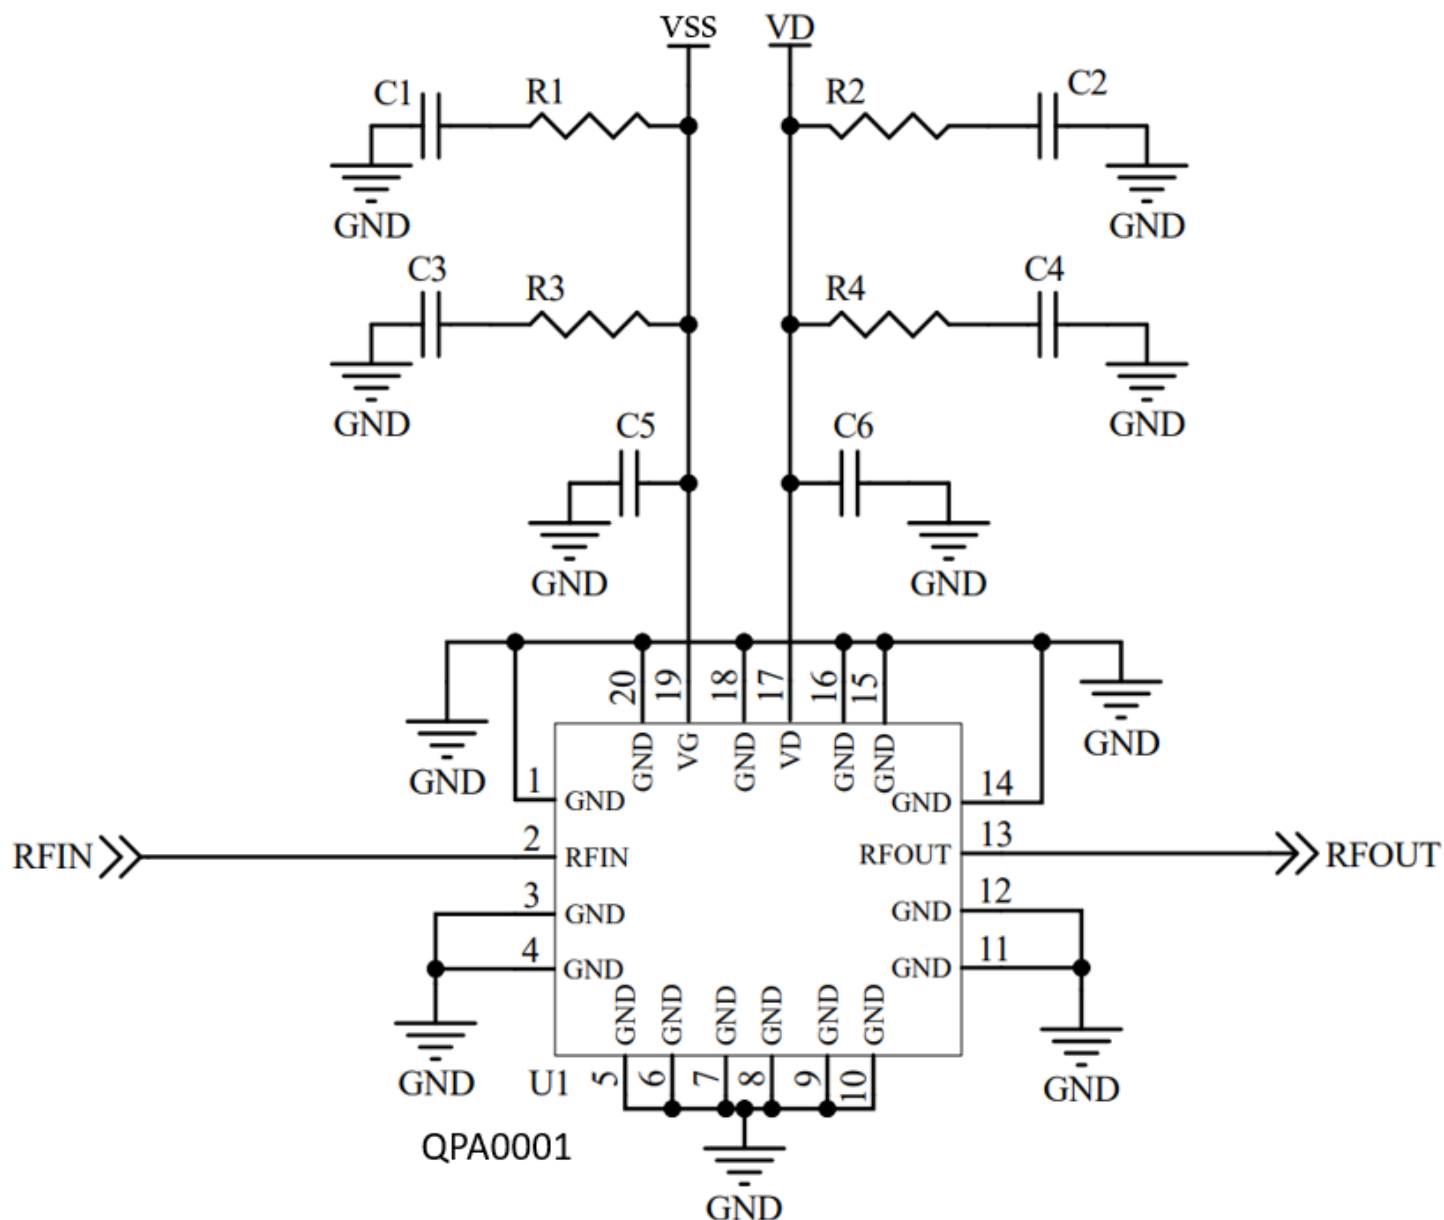 VSS VD
C1 R1 R2 C2
GND GND
C3 R3 R4 C4
GND GND
C5 C6
GND GND
20 19 18 17 16 15
GND VG GND VD GND GND
GND GND
1 GND GND 14
RFIN 2 RFIN RFOUT 13 RFOUT
3 GND GND 12
4 GND GND 11
GND GND GND GND GND GND
GND GND
U1 5 6 7 8 9 10
QPA0001
GND